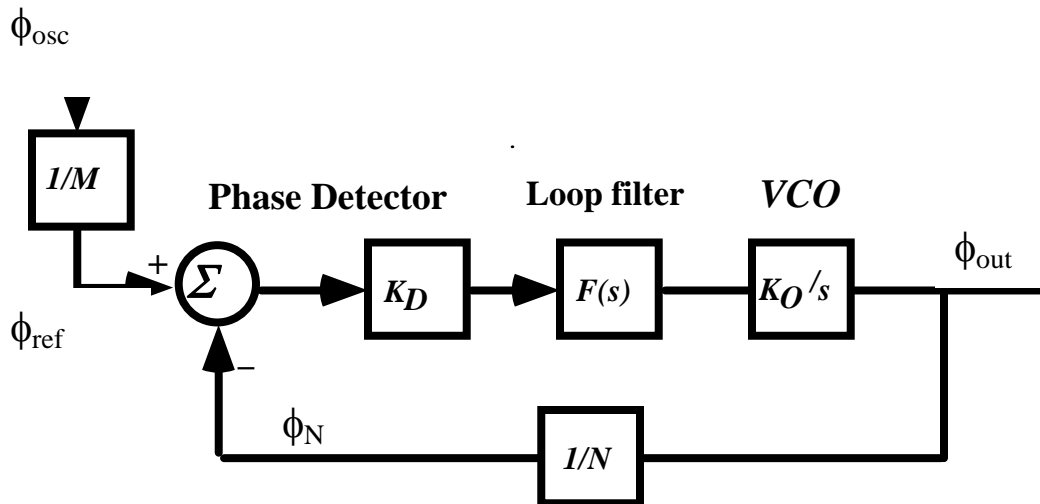 ϕosc
1/M
Phase Detector
Loop filter
VCO
ϕout
+
Σ
KD
F(s)
KO/s
ϕref
−
ϕN
1/N